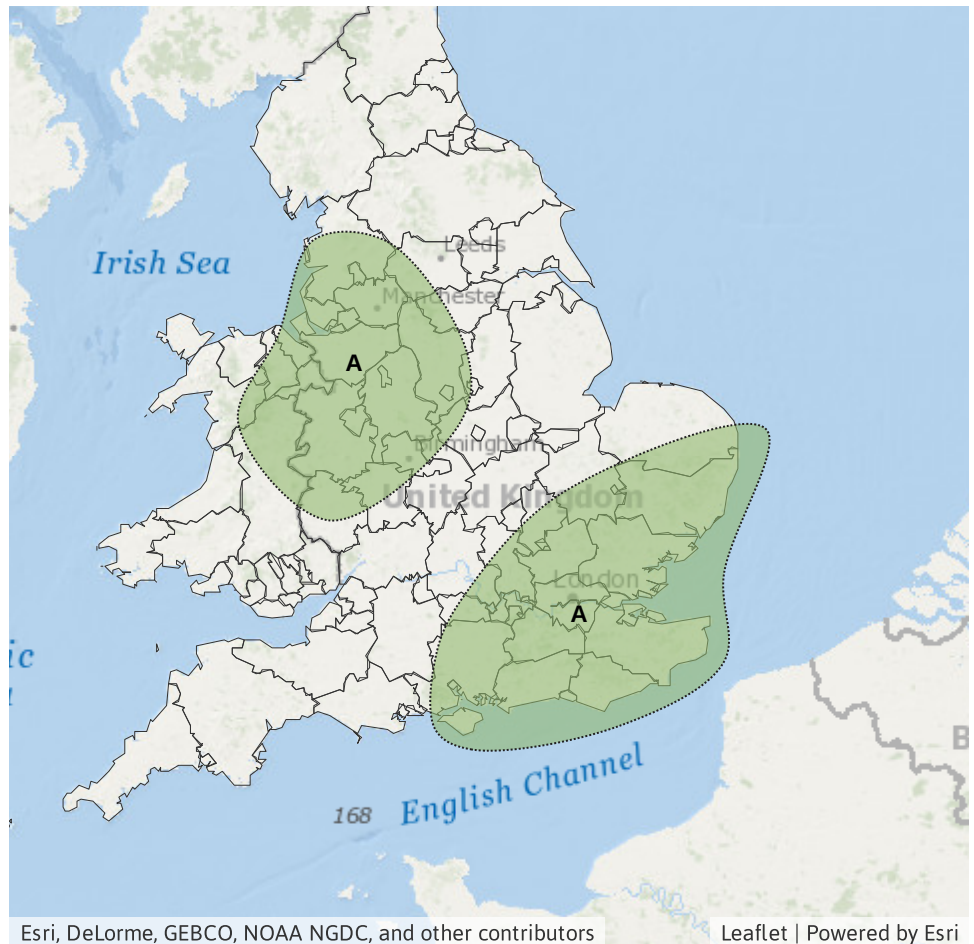 Leeds
Irish Sea
Manchester
A
Birmingham
United Kingdom
London
A
ic
B
English Channel
168
Esri, DeLorme, GEBCO, NOAA NGDC, and other contributors
Leaflet | Powered by Esri